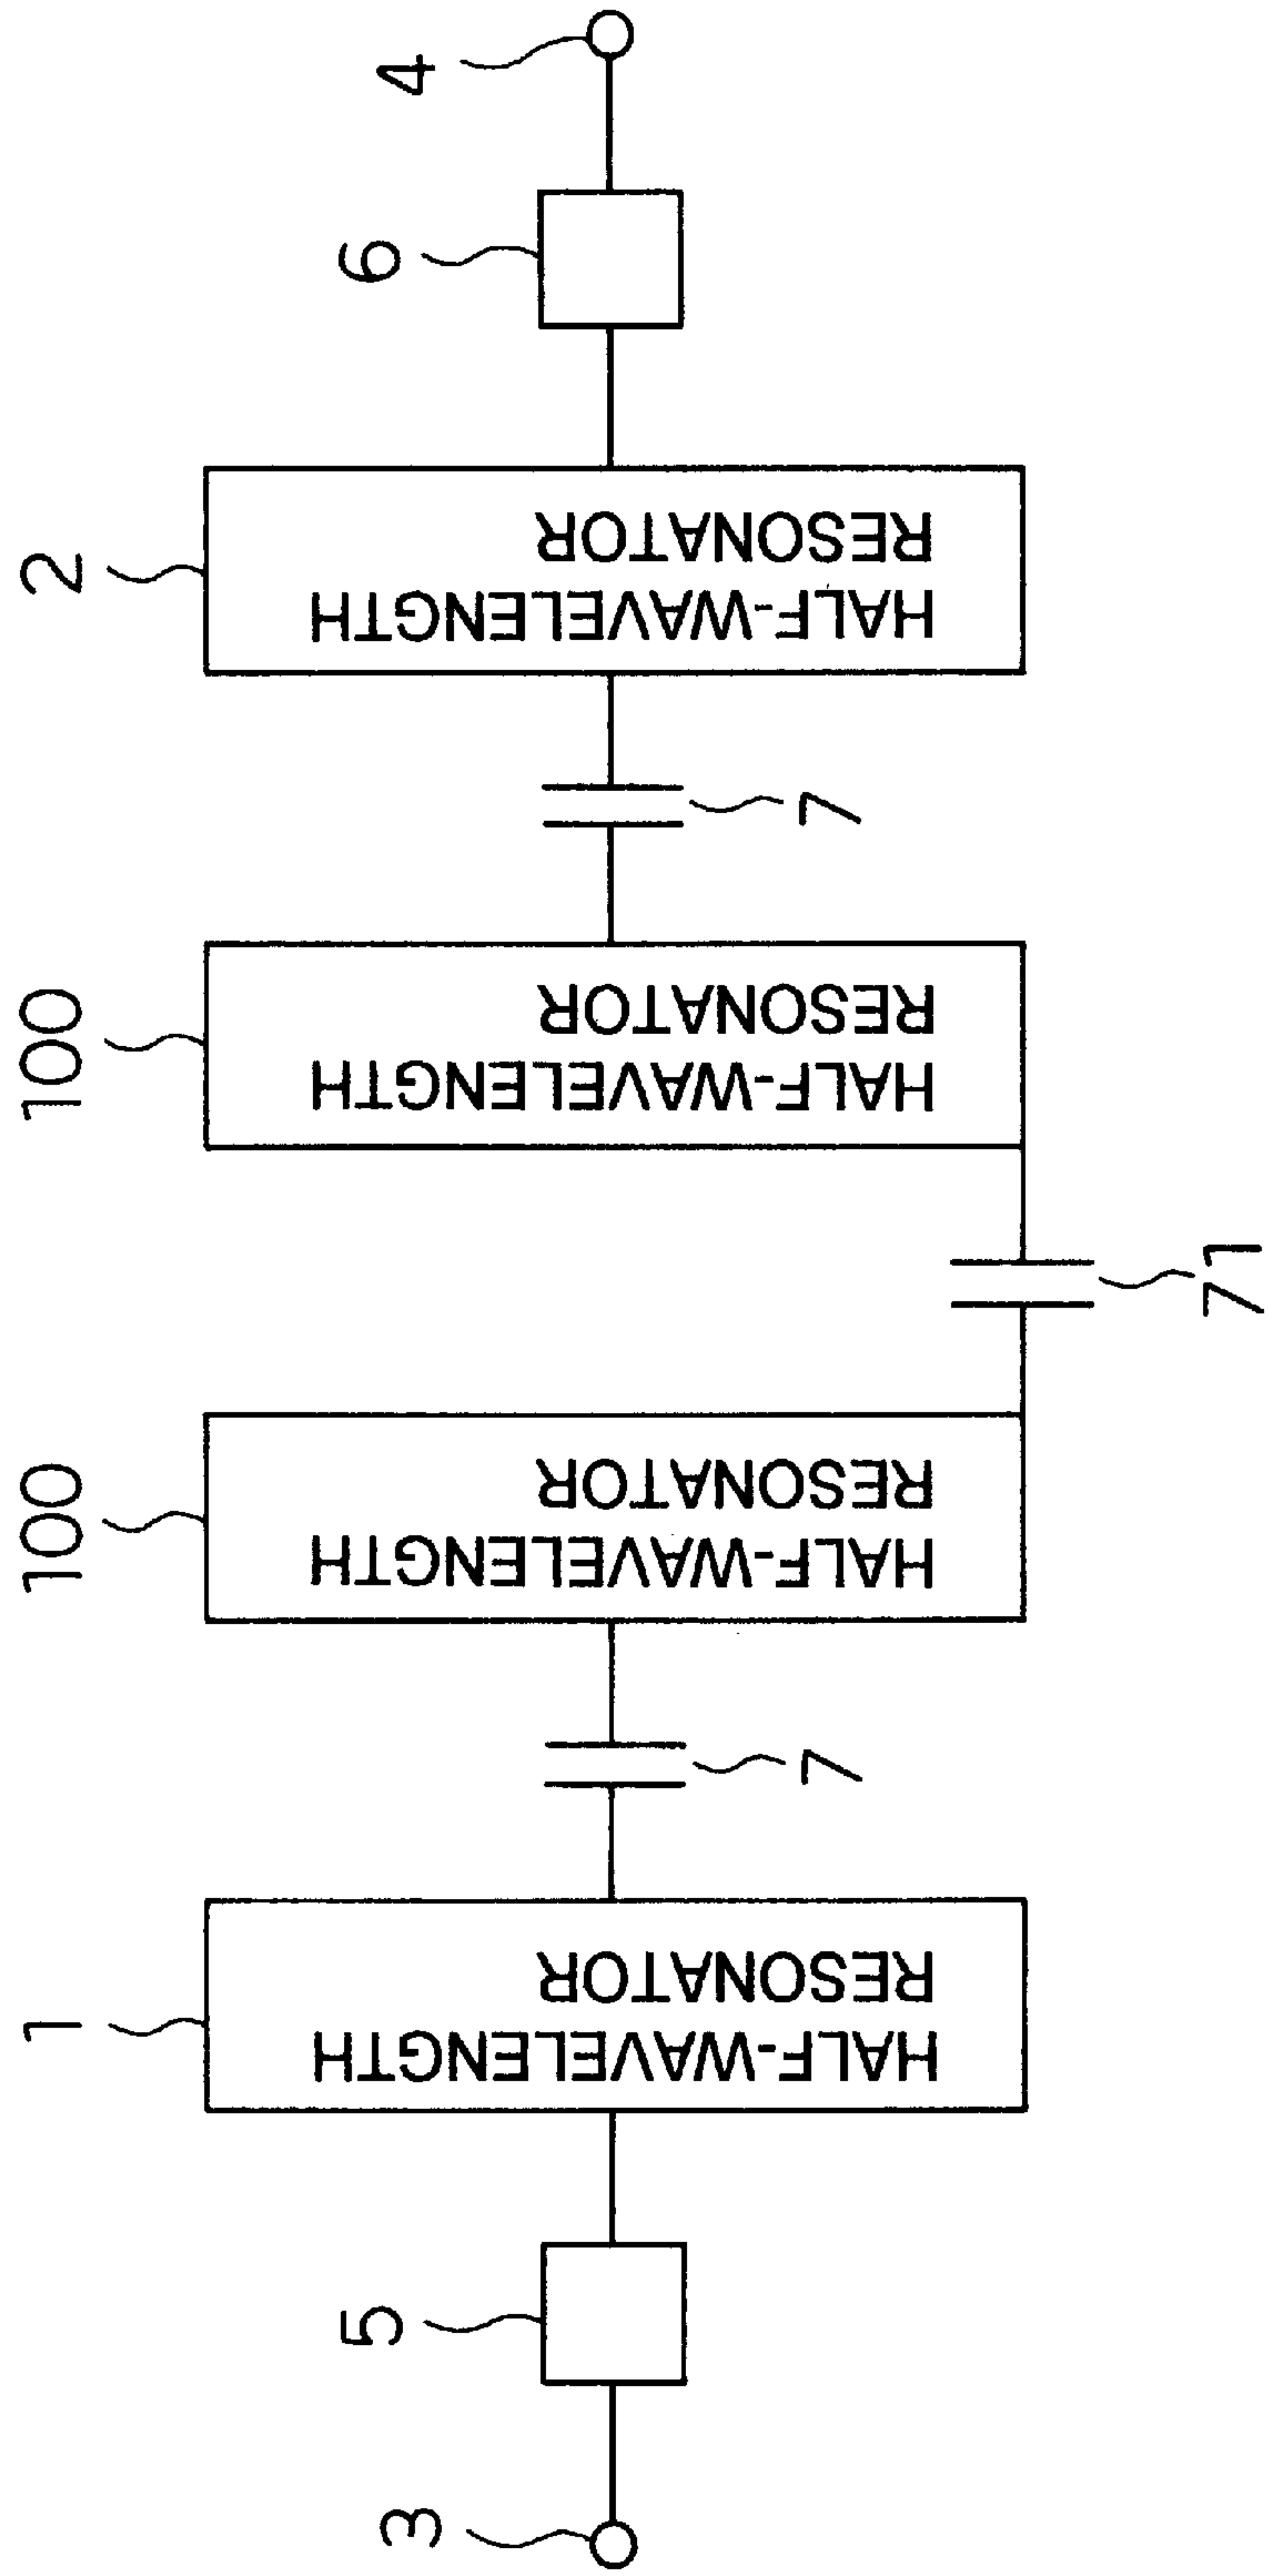 3
5
1
HALF-WAVELENGTH
RESONATOR
7
100
HALF-WAVELENGTH
RESONATOR
71
100
HALF-WAVELENGTH
RESONATOR
7
2
HALF-WAVELENGTH
RESONATOR
6
4